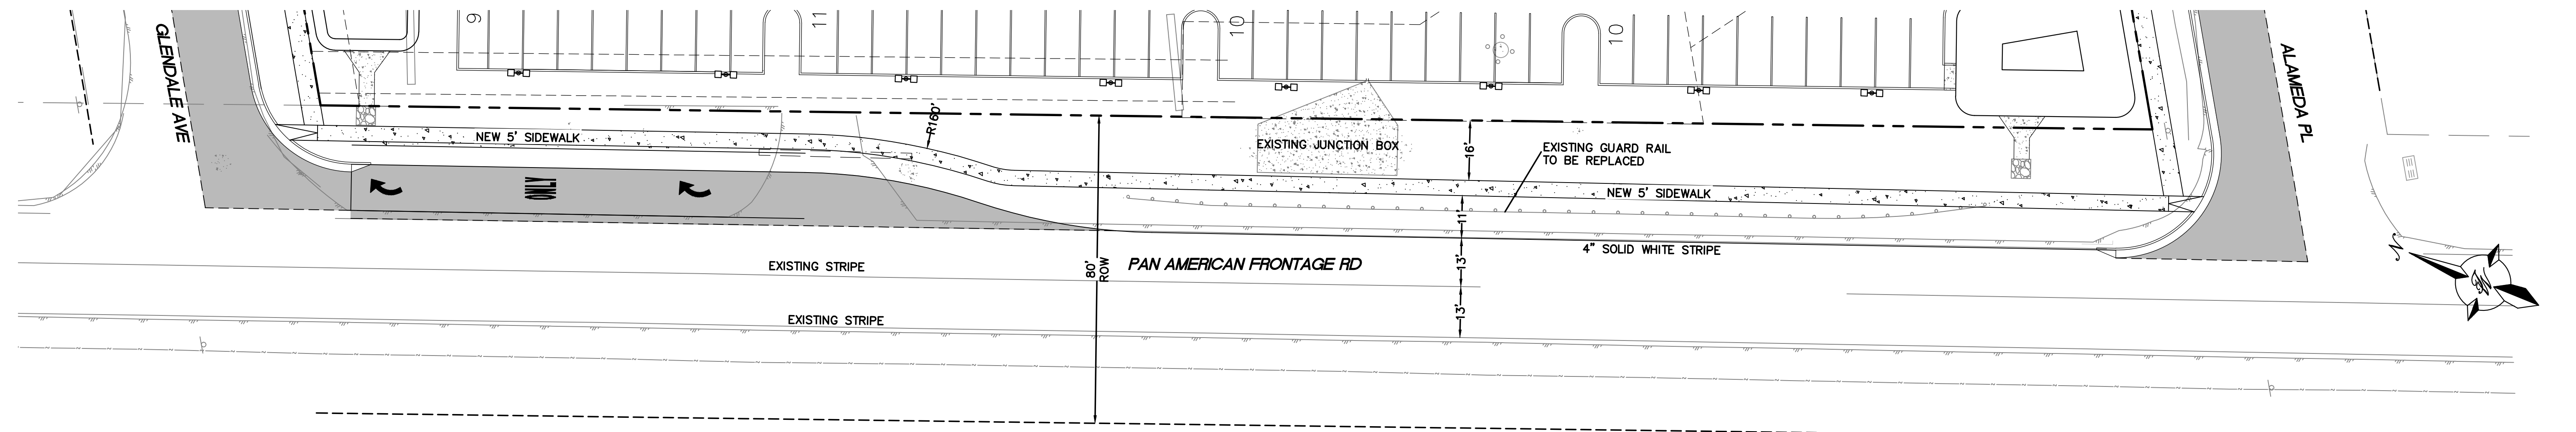 9
11
10
10
GLENDALE AVE
ALAMEDA PL
NEW 5' SIDEWALK
R160'
EXISTING JUNCTION BOX
16'
EXISTING GUARD RAIL
TO BE REPLACED
NEW 5' SIDEWALK
ONLY
11'
4" SOLID WHITE STRIPE
EXISTING STRIPE
80'
ROW
PAN AMERICAN FRONTAGE RD
13'
EXISTING STRIPE
13'
N